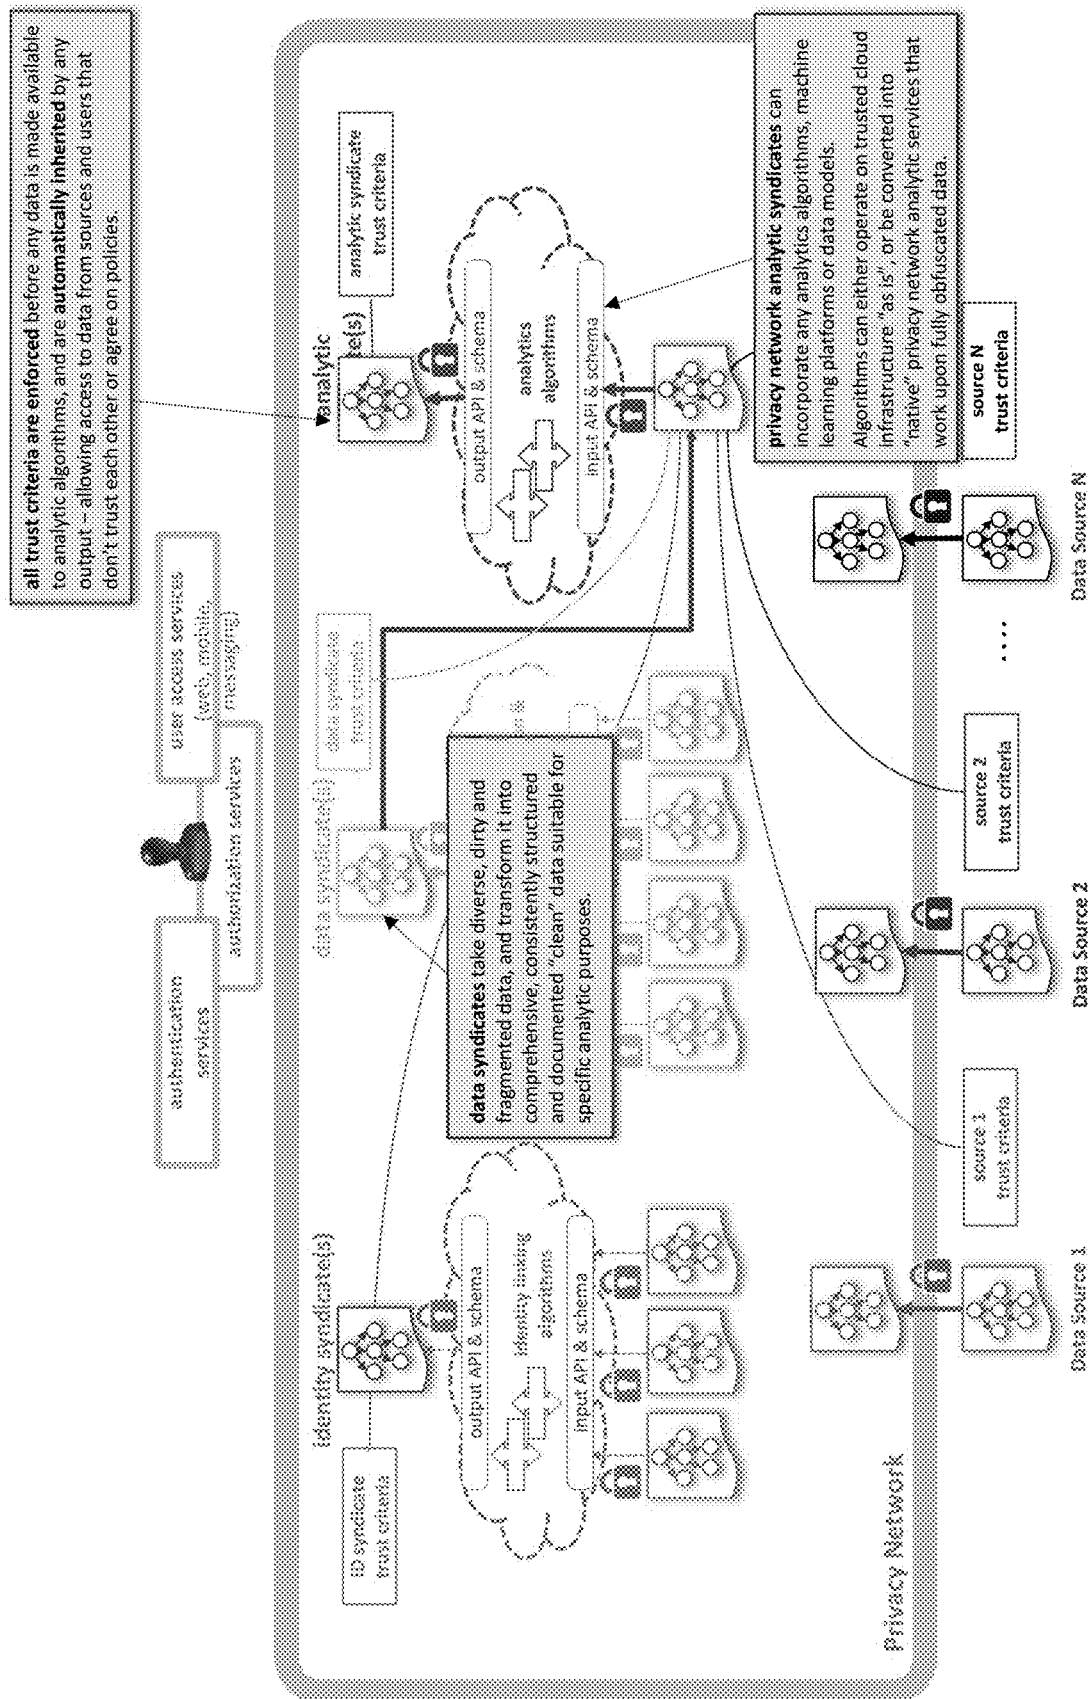 authentication
services
user access services
(web, mobile,
messaging)
authorization services
all trust criteria are enforced before any data is made available
to analytic algorithms, and are automatically inherited by any
output – allowing access to data from sources and users that
don't trust each other or agree on policies.
identity syndicate(s)
ID syndicate
trust criteria
output API & schema
identity linking
algorithms
input API & schema
data syndicate(s)
data syndicate
trust criteria
data syndicates take diverse, dirty and
fragmented data, and transform it into
comprehensive, consistently structured
and documented "clean" data suitable for
specific analytic purposes.
analytic
te(s)
analytic syndicate
trust criteria
output API & schema
analytics
algorithms
input API & schema
privacy network analytic syndicates can
incorporate any analytics algorithms, machine
learning platforms or data models.
Algorithms can either operate on trusted cloud
infrastructure "as is", or be converted into
"native" privacy network analytic services that
work upon fully obfuscated data.
Privacy Network
source 1
trust criteria
source 2
trust criteria
source N
trust criteria
Data Source 1
Data Source 2
....
Data Source N